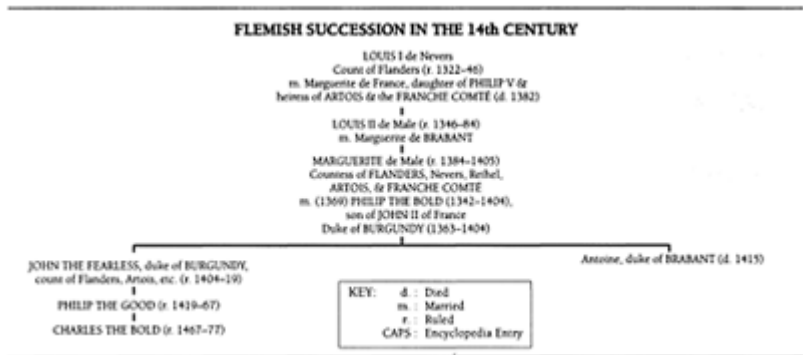 FLEMISH SUCCESSION IN THE 14th CENTURY
LOUIS I de Nevers
Count of Flanders (r. 1322–46)
m. Marguerite de France, daughter of PHILIP V &
heiress of ARTOIS & the FRANCHE COMTÉ (d. 1382)
LOUIS II de Male (r. 1346–84)
m. Marguerite de BRABANT
MARGUERITE de Male (r. 1384–1405)
Countess of FLANDERS, Nevers, Rethel,
ARTOIS, & FRANCHE COMTÉ
m. (1369) PHILIP THE BOLD (1342–1404),
son of JOHN II of France
Duke of BURGUNDY (1363–1404)
JOHN THE FEARLESS, duke of BURGUNDY,
count of Flanders, Artois, etc. (r. 1404–19)
PHILIP THE GOOD (r. 1419–67)
CHARLES THE BOLD (r. 1467–77)
Antoine, duke of BRABANT (d. 1415)
KEY: d. : Died
m. : Married
r. : Ruled
CAPS : Encyclopedia Entry